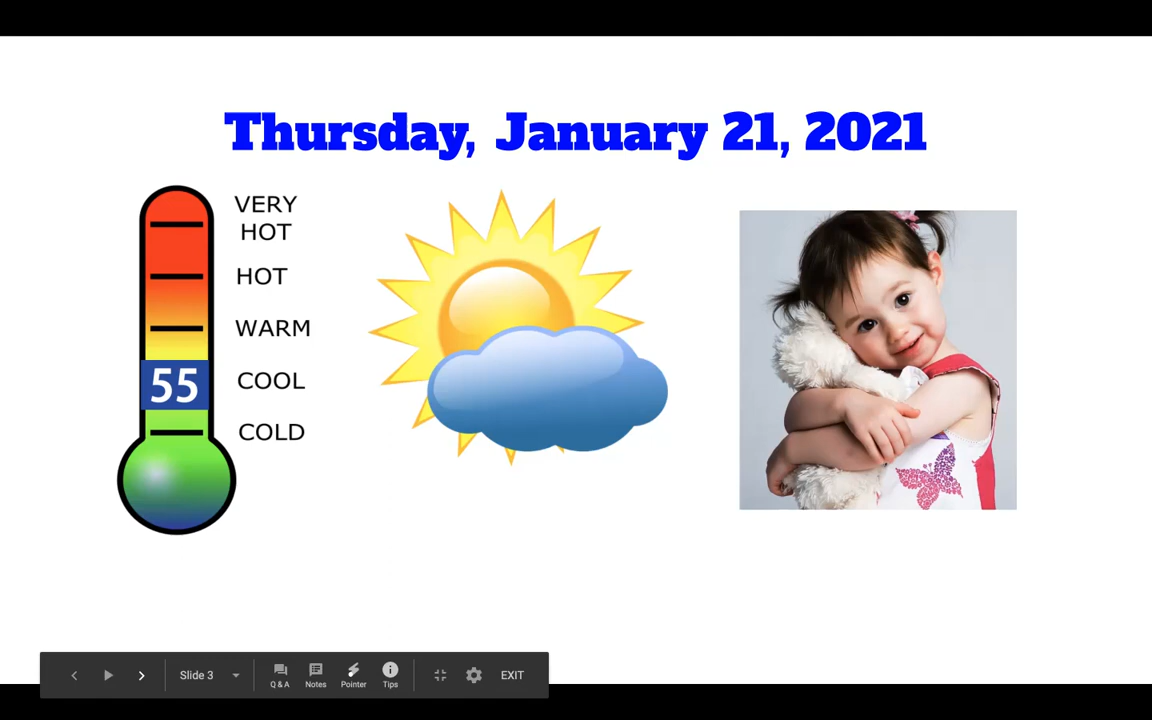 Thursday, January 21, 2021
VERY
HOT
HOT
WARM
55
COOL
COLD
Slide 3
Q & A
Notes
Pointer
Tips
EXIT